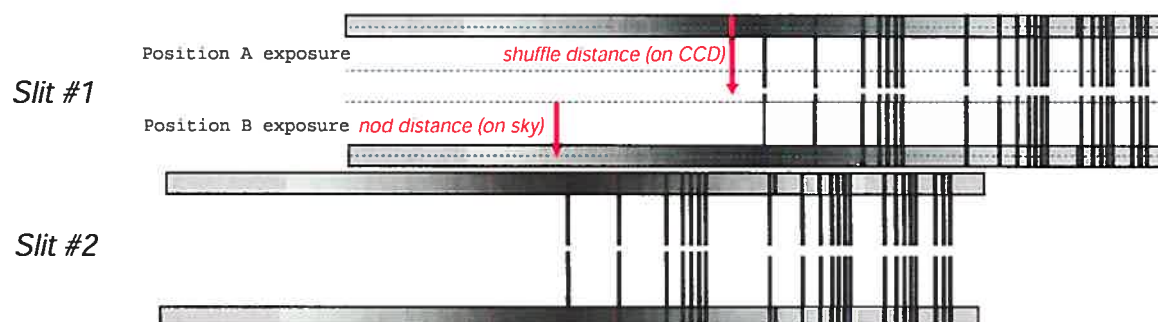 Position A exposure
shuffle distance (on CCD)
Slit #1
Position B exposure
nod distance (on sky)
Slit #2